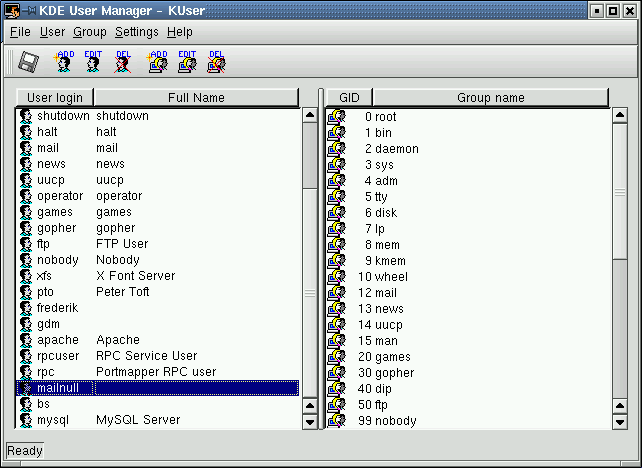 KDE User Manager - KUser
File User Group Settings Help
ADD EDIT DEL ADD EDIT DEL
User login Full Name
shutdown shutdown
halt halt
mail mail
news news
uucp uucp
operator operator
games games
gopher gopher
ftp FTP User
nobody Nobody
xfs X Font Server
pto Peter Toft
frederik
gdm
apache Apache
rpcuser RPC Service User
rpc Portmapper RPC user
mailnull
bs
mysql MySQL Server
GID Group name
0 root
1 bin
2 daemon
3 sys
4 adm
5 tty
6 disk
7 lp
8 mem
9 kmem
10 wheel
12 mail
13 news
14 uucp
15 man
20 games
30 gopher
40 dip
50 ftp
99 nobody
Ready